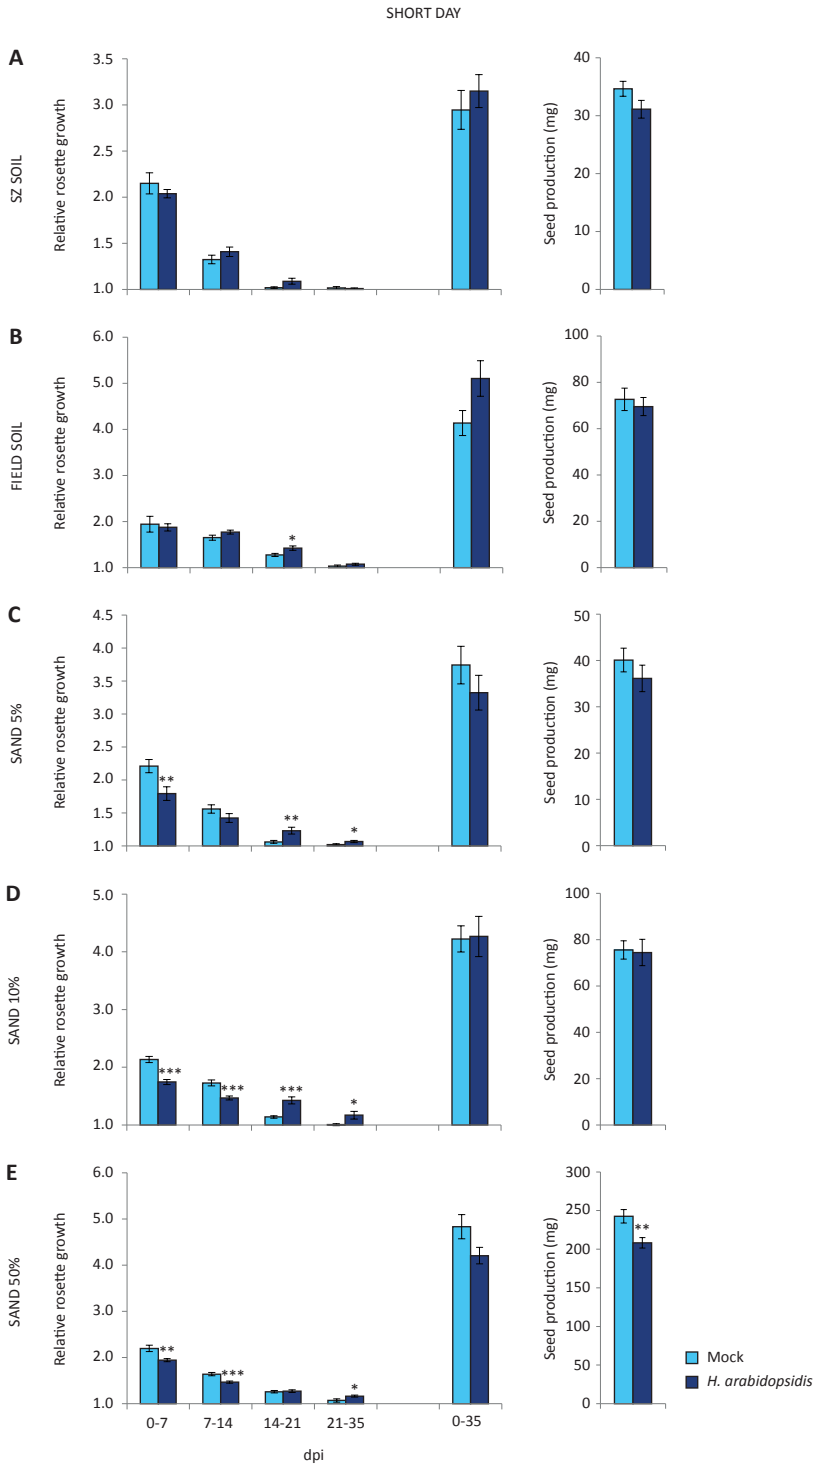 SHORT DAY
A
SZ SOIL
Relative rosette growth
3.5
3.0
2.5
2.0
1.5
1.0
Seed production (mg)
40
30
20
10
0
B
FIELD SOIL
Relative rosette growth
6.0
5.0
4.0
3.0
2.0
1.0
*
Seed production (mg)
100
80
60
40
20
0
C
SAND 5%
Relative rosette growth
4.5
4.0
3.5
3.0
2.5
2.0
1.5
1.0
**
**
*
Seed production (mg)
50
40
30
20
10
0
D
SAND 10%
Relative rosette growth
5.0
4.0
3.0
2.0
1.0
***
***
***
*
Seed production (mg)
100
80
60
40
20
0
E
SAND 50%
Relative rosette growth
6.0
5.0
4.0
3.0
2.0
1.0
**
***
*
0-7 7-14 14-21 21-35 0-35
dpi
Seed production (mg)
300
250
200
150
100
50
0
**
Mock
H. arabidopsidis